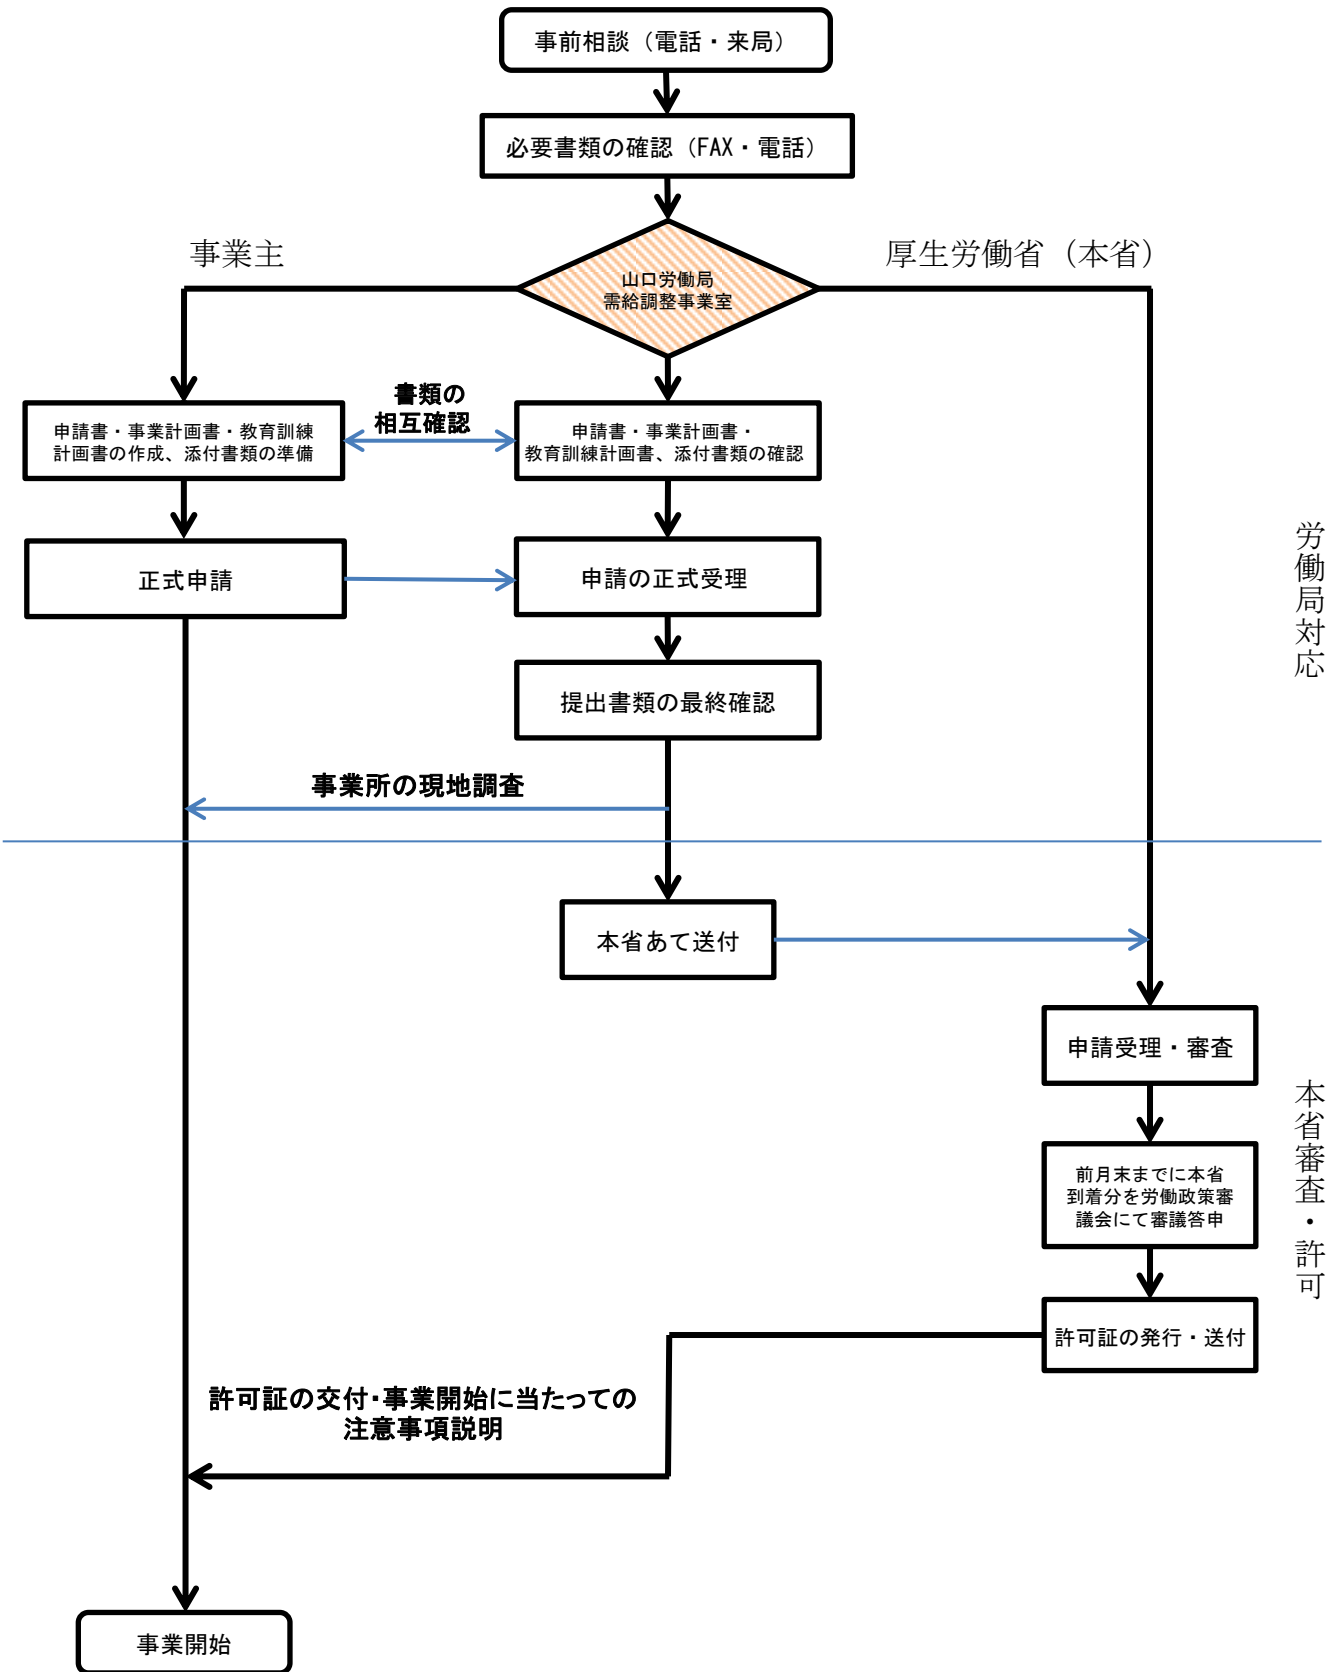 事前相談（電話・来局）
必要書類の確認（FAX・電話）
事業主
厚生労働省（本省）
山口労働局
需給調整事業室
書類の
相互確認
申請書・事業計画書・教育訓練
計画書の作成、添付書類の準備
申請書・事業計画書・
教育訓練計画書、添付書類の確認
正式申請
申請の正式受理
労働局対応
提出書類の最終確認
事業所の現地調査
本省あて送付
申請受理・審査
本省審査・許可
前月末までに本省
到着分を労働政策審
議会にて審議答申
許可証の発行・送付
許可証の交付・事業開始に当たっての
注意事項説明
事業開始